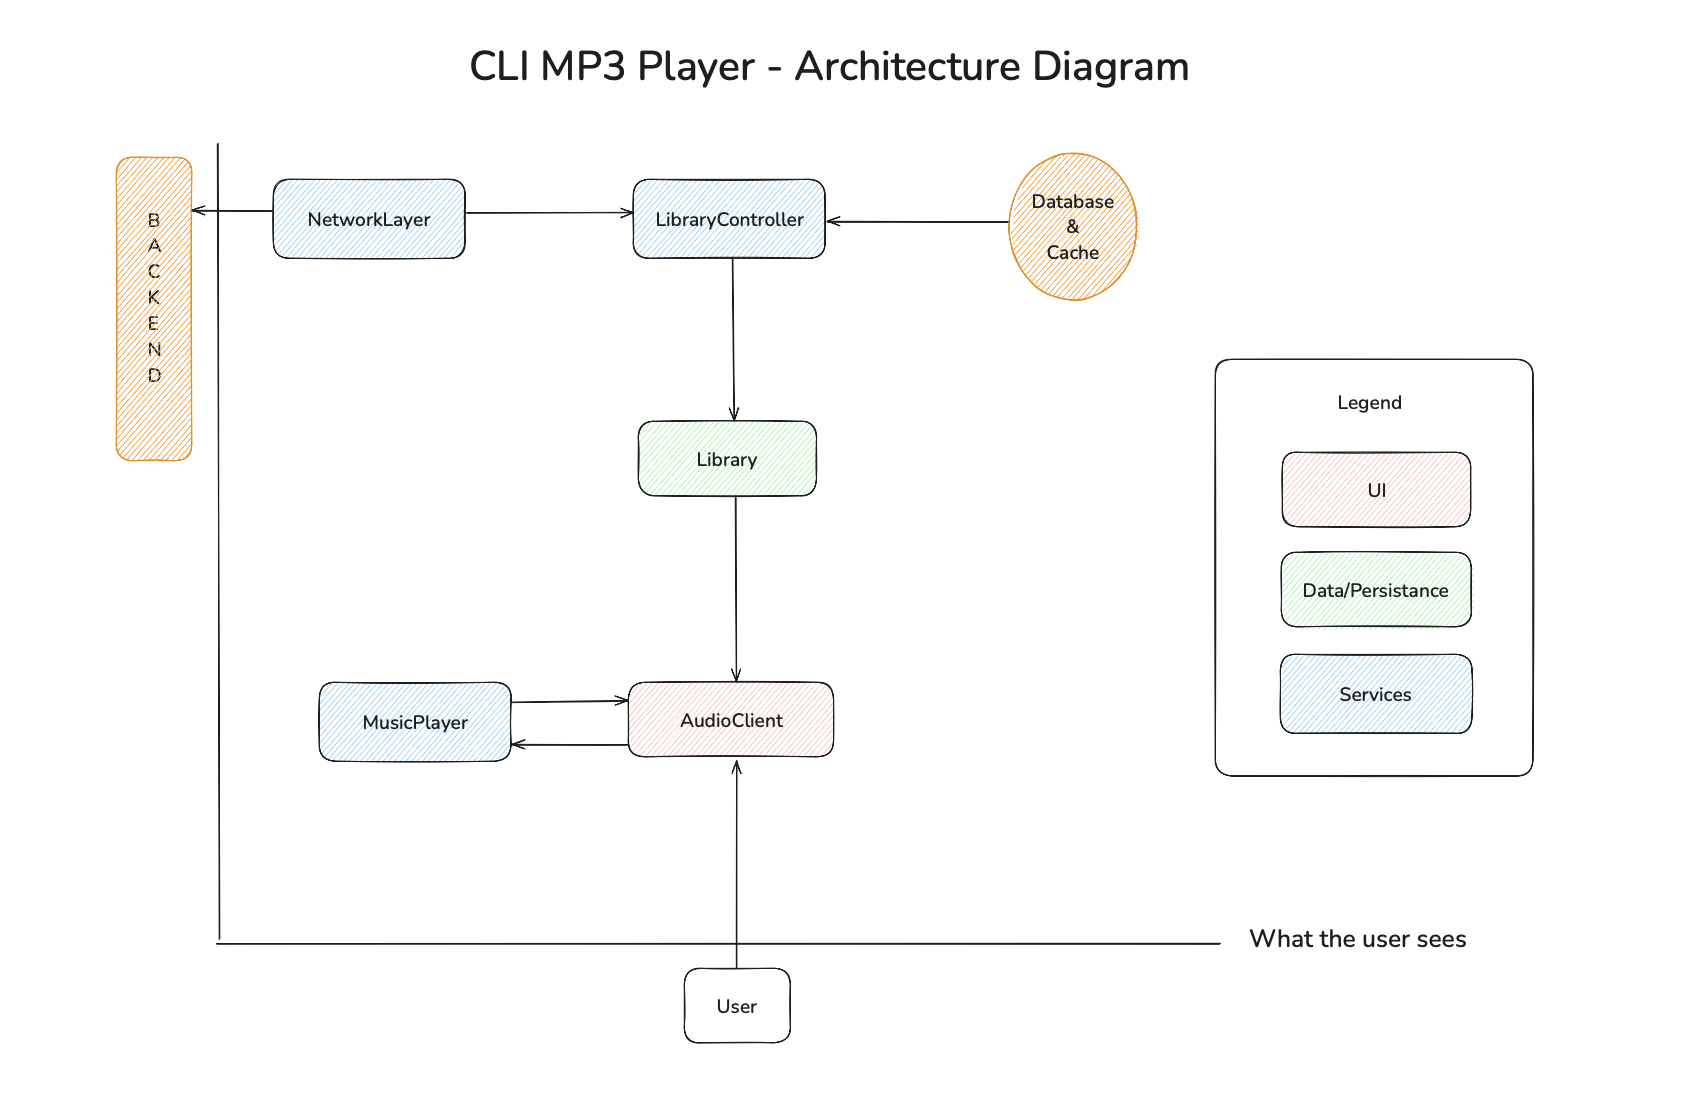 CLI MP3 Player - Architecture Diagram
B
A
C
K
E
N
D
NetworkLayer
LibraryController
Database
&
Cache
Library
MusicPlayer
AudioClient
User
What the user sees
Legend
UI
Data/Persistance
Services